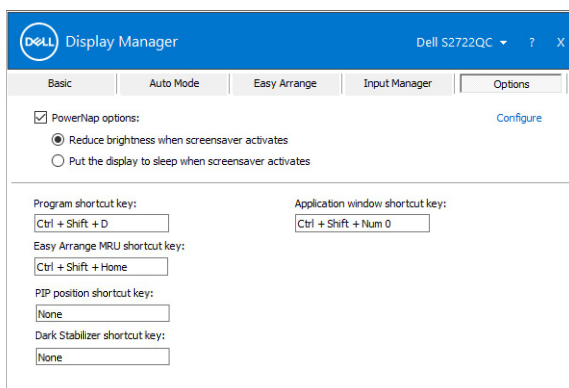 DELL Display Manager Dell S2722QC ? X
Basic Auto Mode Easy Arrange Input Manager Options
PowerNap options: Configure
Reduce brightness when screensaver activates
Put the display to sleep when screensaver activates
Program shortcut key: Application window shortcut key:
Ctrl + Shift + D Ctrl + Shift + Num 0
Easy Arrange MRU shortcut key:
Ctrl + Shift + Home
PIP position shortcut key:
None
Dark Stabilizer shortcut key:
None